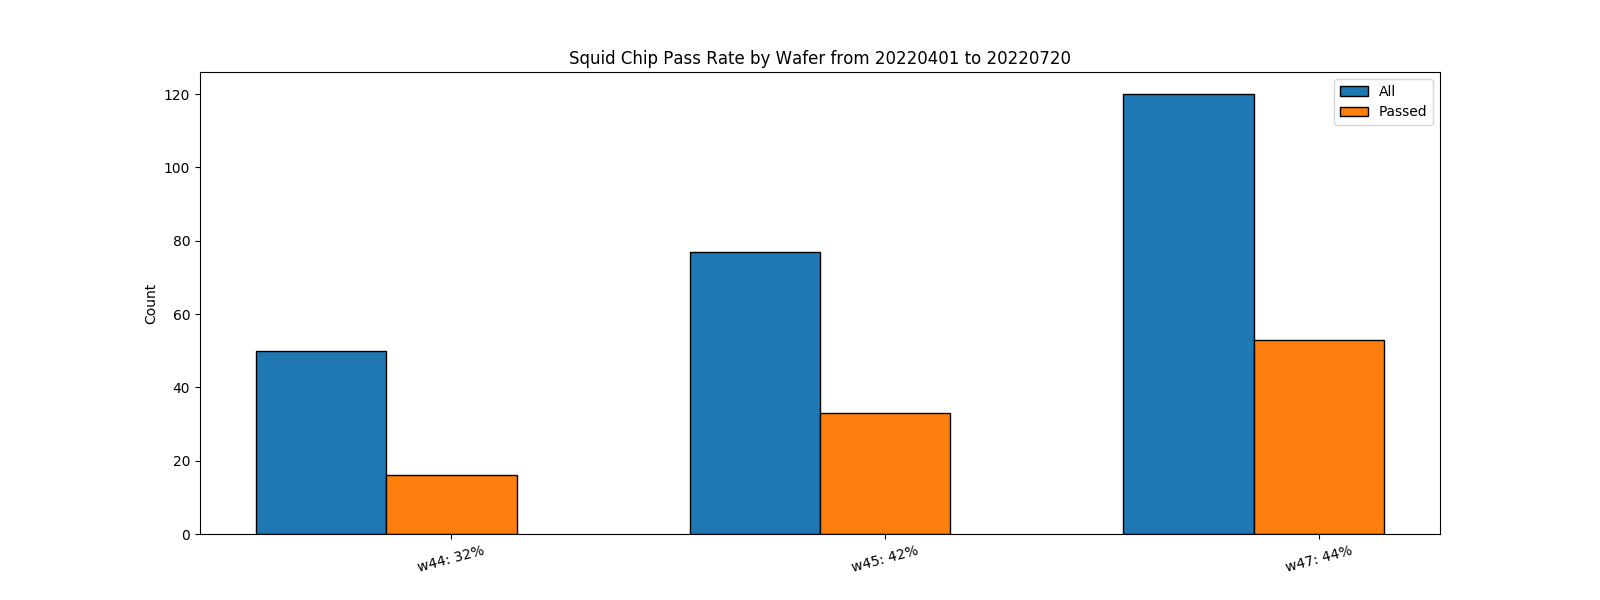 Squid Chip Pass Rate by Wafer from 20220401 to 20220720
All
Passed
120
100
80
60
40
20
0
Count
w44: 32%
w45: 42%
w47: 44%